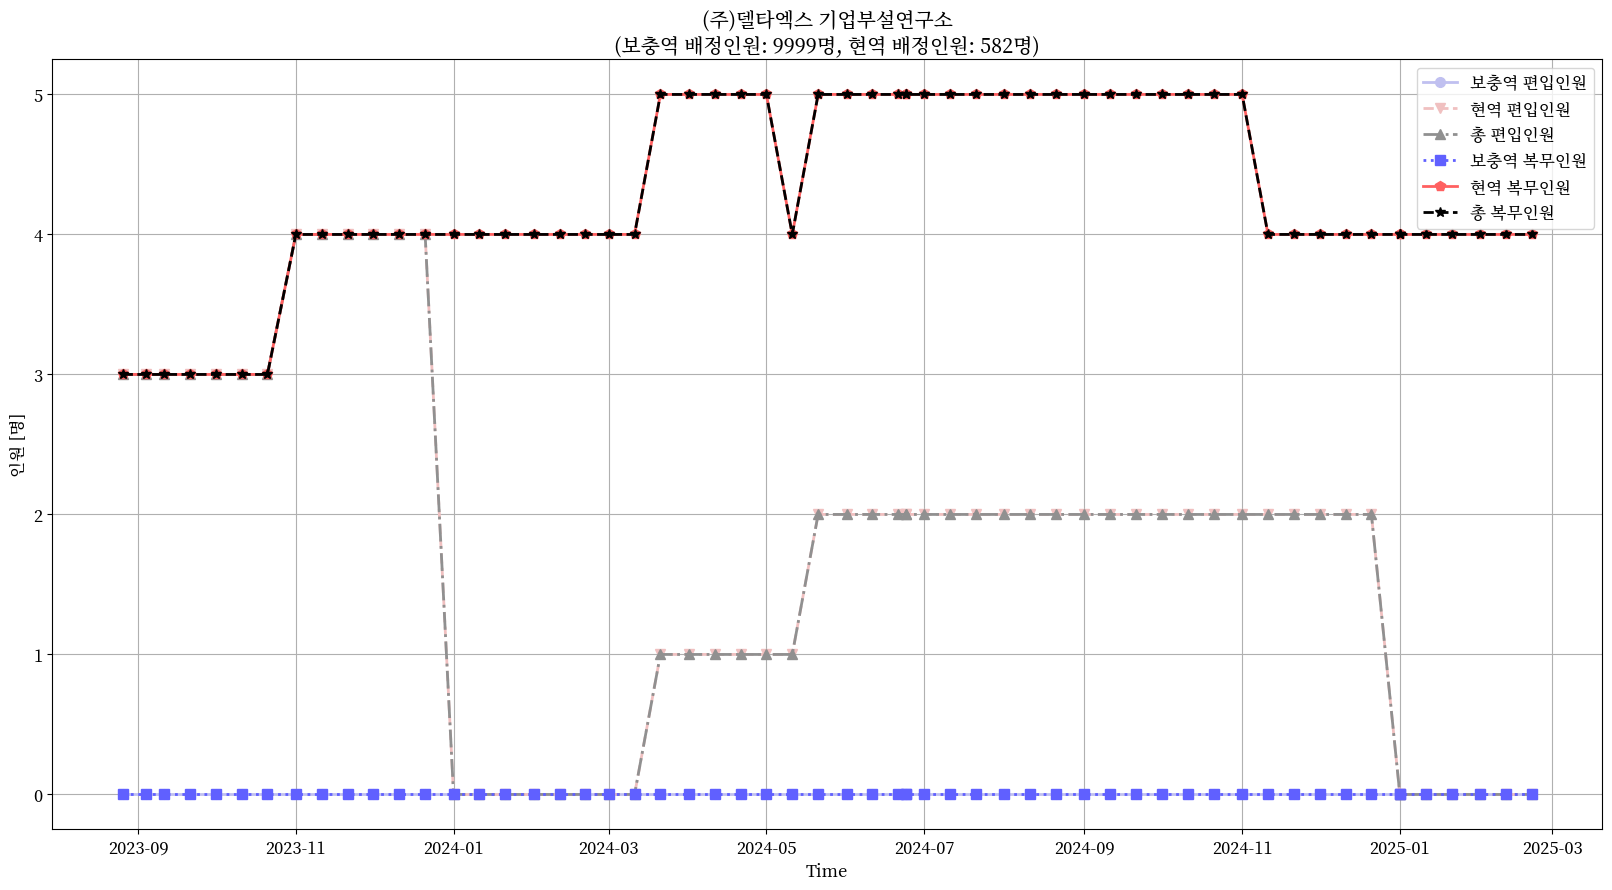 (주)델타엑스 기업부설연구소
(보충역 배정인원: 9999명, 현역 배정인원: 582명)
보충역 편입인원
현역 편입인원
총 편입인원
보충역 복무인원
현역 복무인원
총 복무인원
인원 [명]
5
4
3
2
1
0
2023-09
2023-11
2024-01
2024-03
2024-05
2024-07
2024-09
2024-11
2025-01
2025-03
Time